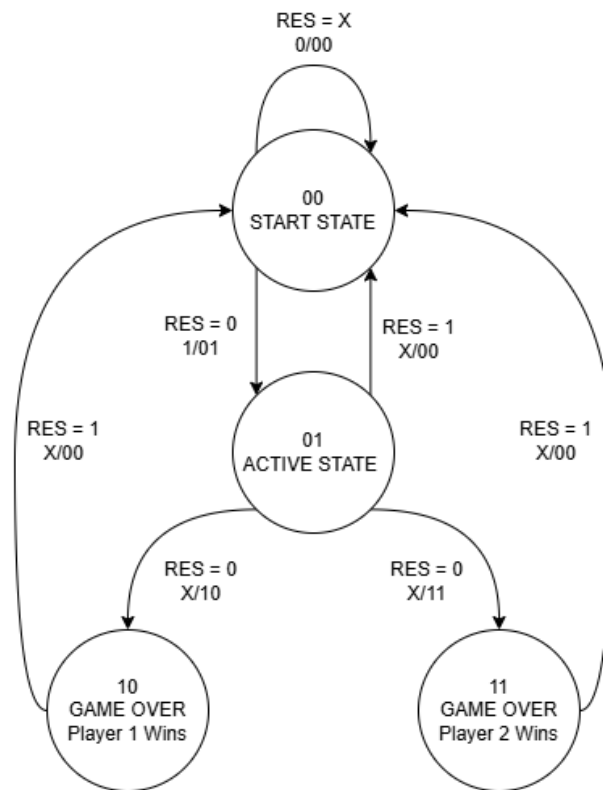 RES = X
0/00
00
START STATE
RES = 0
1/01
RES = 1
X/00
RES = 1
X/00
RES = 1
X/00
01
ACTIVE STATE
RES = 0
X/10
RES = 0
X/11
10
GAME OVER
Player 1 Wins
11
GAME OVER
Player 2 Wins